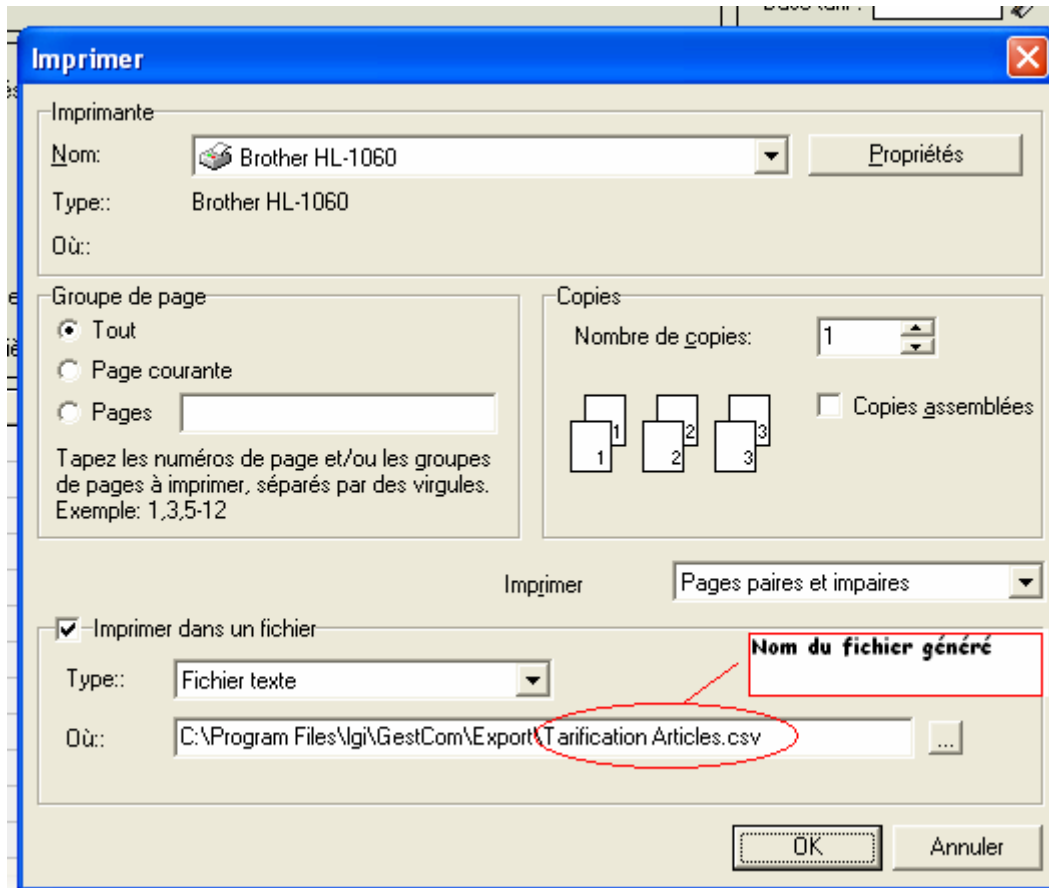 Imprimer
Imprimante
Nom:
Brother HL-1060
Propriétés
Type::
Brother HL-1060
Où::
Groupe de page
Tout
Page courante
Pages
Tapez les numéros de page et/ou les groupes
de pages à imprimer, séparés par des virgules.
Exemple: 1,3,5-12
Copies
Nombre de copies:
1
1 1
2 2
3 3
Copies assemblées
Imprimer
Pages paires et impaires
Imprimer dans un fichier
Nom du fichier généré
Type::
Fichier texte
Où::
C:\Program Files\Igi\GestCom\Export\Tarification Articles.csv
...
OK
Annuler